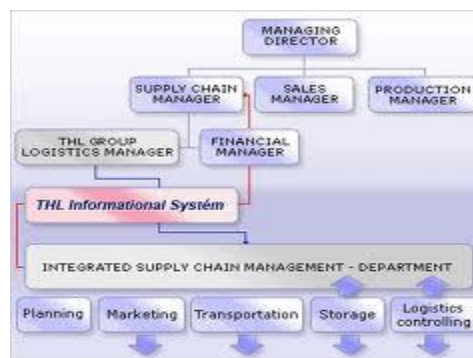 MANAGING
DIRECTOR
SUPPLY CHAIN
MANAGER
SALES
MANAGER
PRODUCTION
MANAGER
THL GROUP
LOGISTICS MANAGER
FINANCIAL
MANAGER
THL Informational Systém
INTEGRATED SUPPLY CHAIN MANAGEMENT - DEPARTMENT
Planning
Marketing
Transportation
Storage
Logistics
controlling